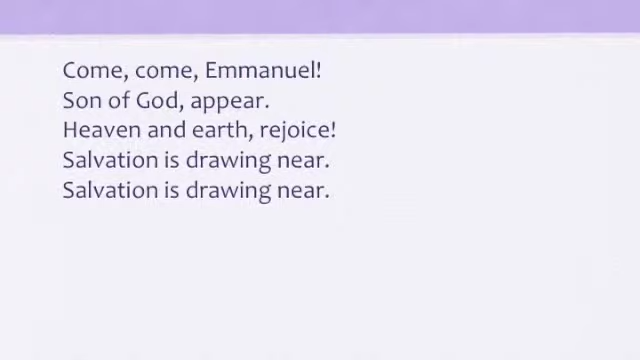 Come, come, Emmanuel!
Son of God, appear.
Heaven and earth, rejoice!
Salvation is drawing near.
Salvation is drawing near.